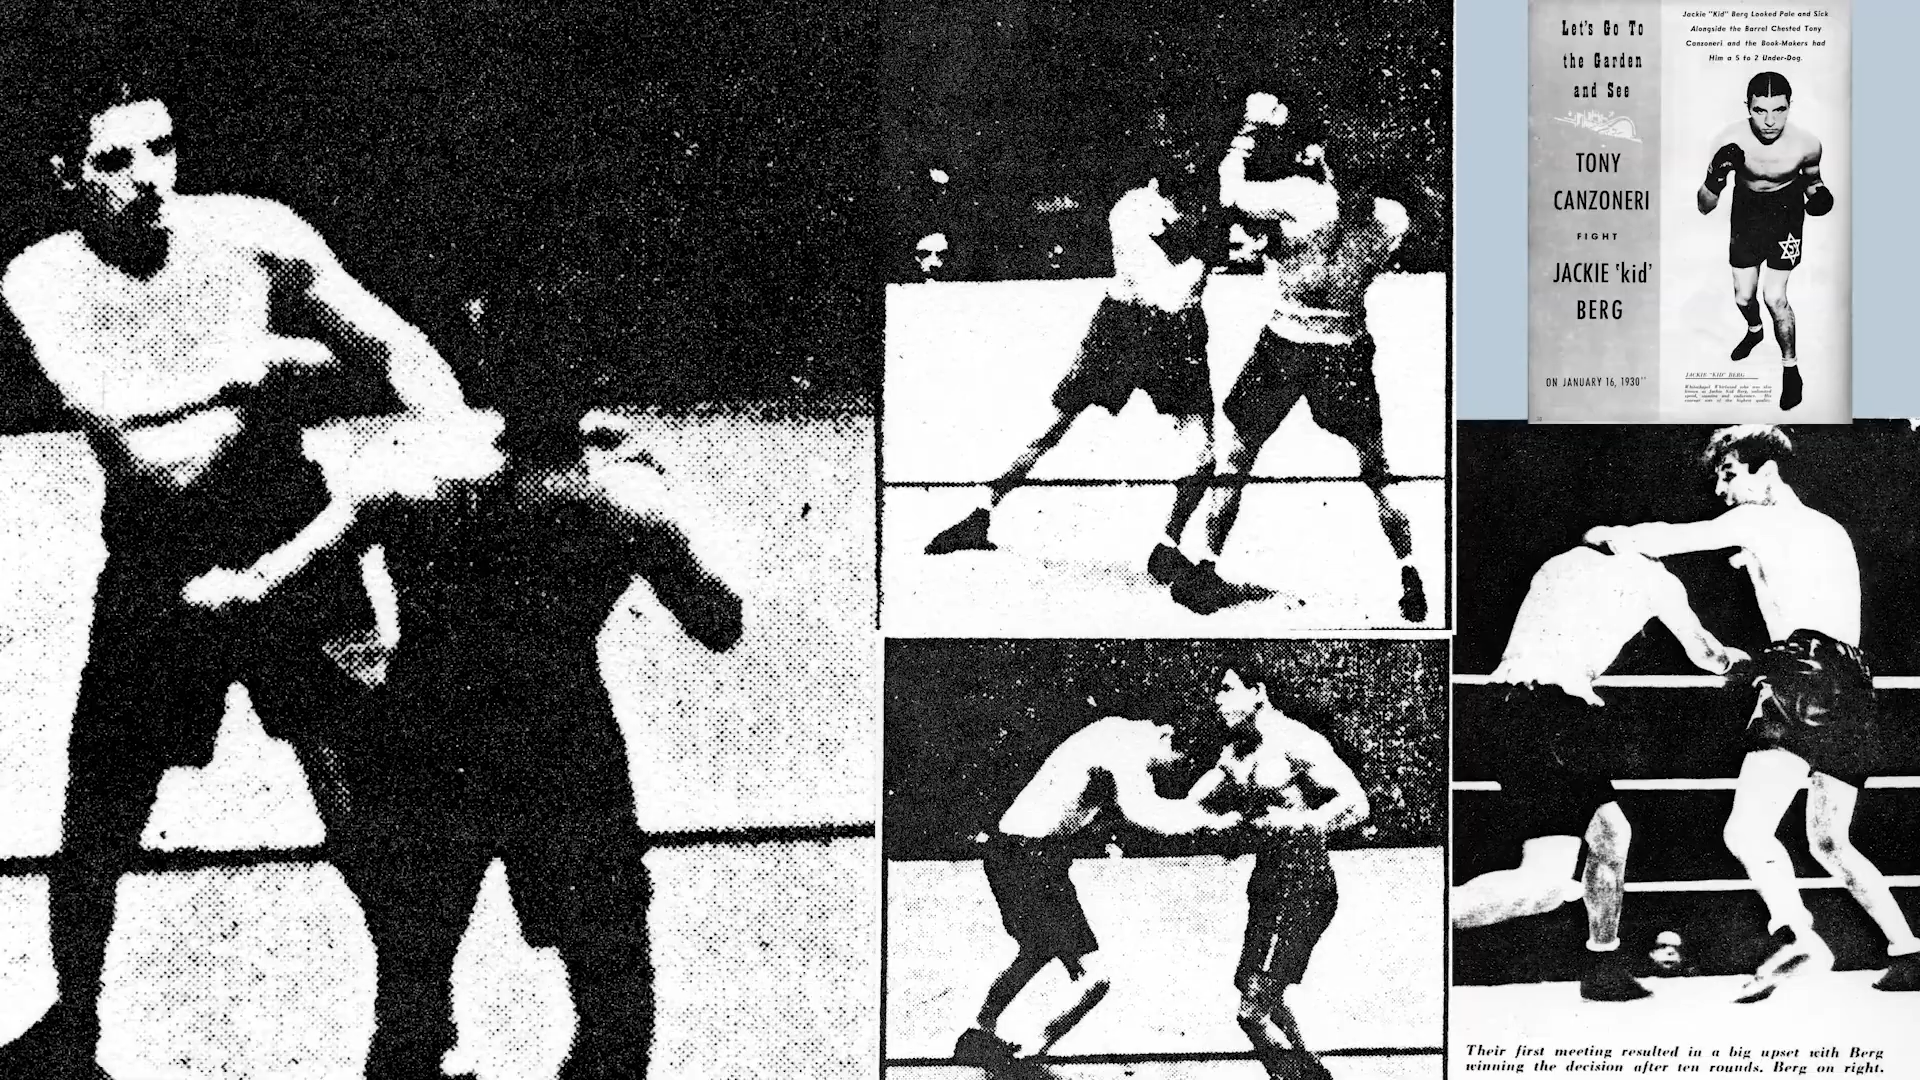 Let's Go To
the Garden
and See
TONY
CANZONERI
FIGHT
JACKIE 'kid'
BERG
ON JANUARY 16, 1930"
Jackie "Kid" Berg Looked Pale and Sick
Alongside the Barrel Chested Tony
Canzoneri and the Book-Makers had
Him a 5 to 2 Under-Dog.
JACKIE "KID" BERG
Their first meeting resulted in a big upset with Berg
winning the decision after ten rounds. Berg on right.